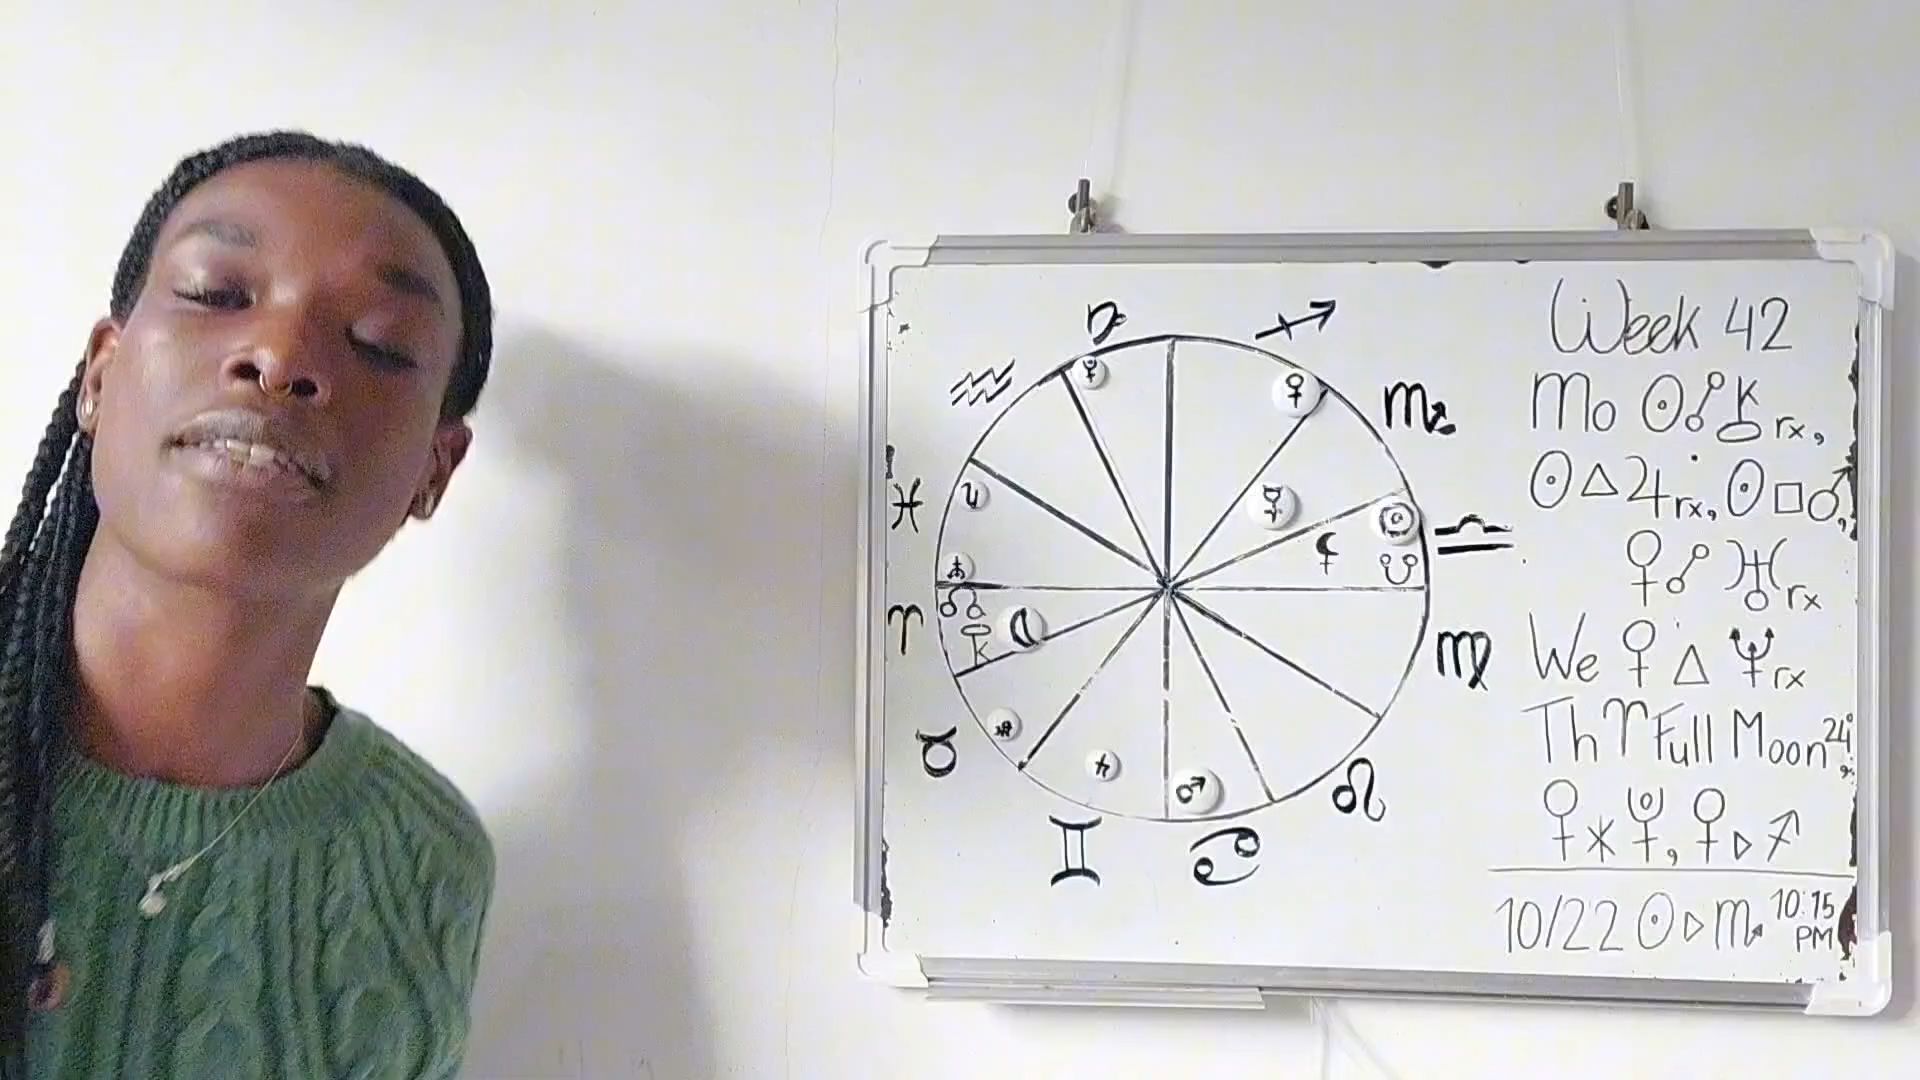 Week 42
Mo ☉☍⚷rx,
☉△♃rx, ☉□♂,
♀☍♅rx
We ♀△♆rx
Th ♈Full Moon 24°,
♀⚹⯓, ♀▷♐
10/22 ☉▷♏ 10:15 PM
♑ ♐
♒ ♏
♓ ♎
♈ ♍
♉ ♌
♊ ♋